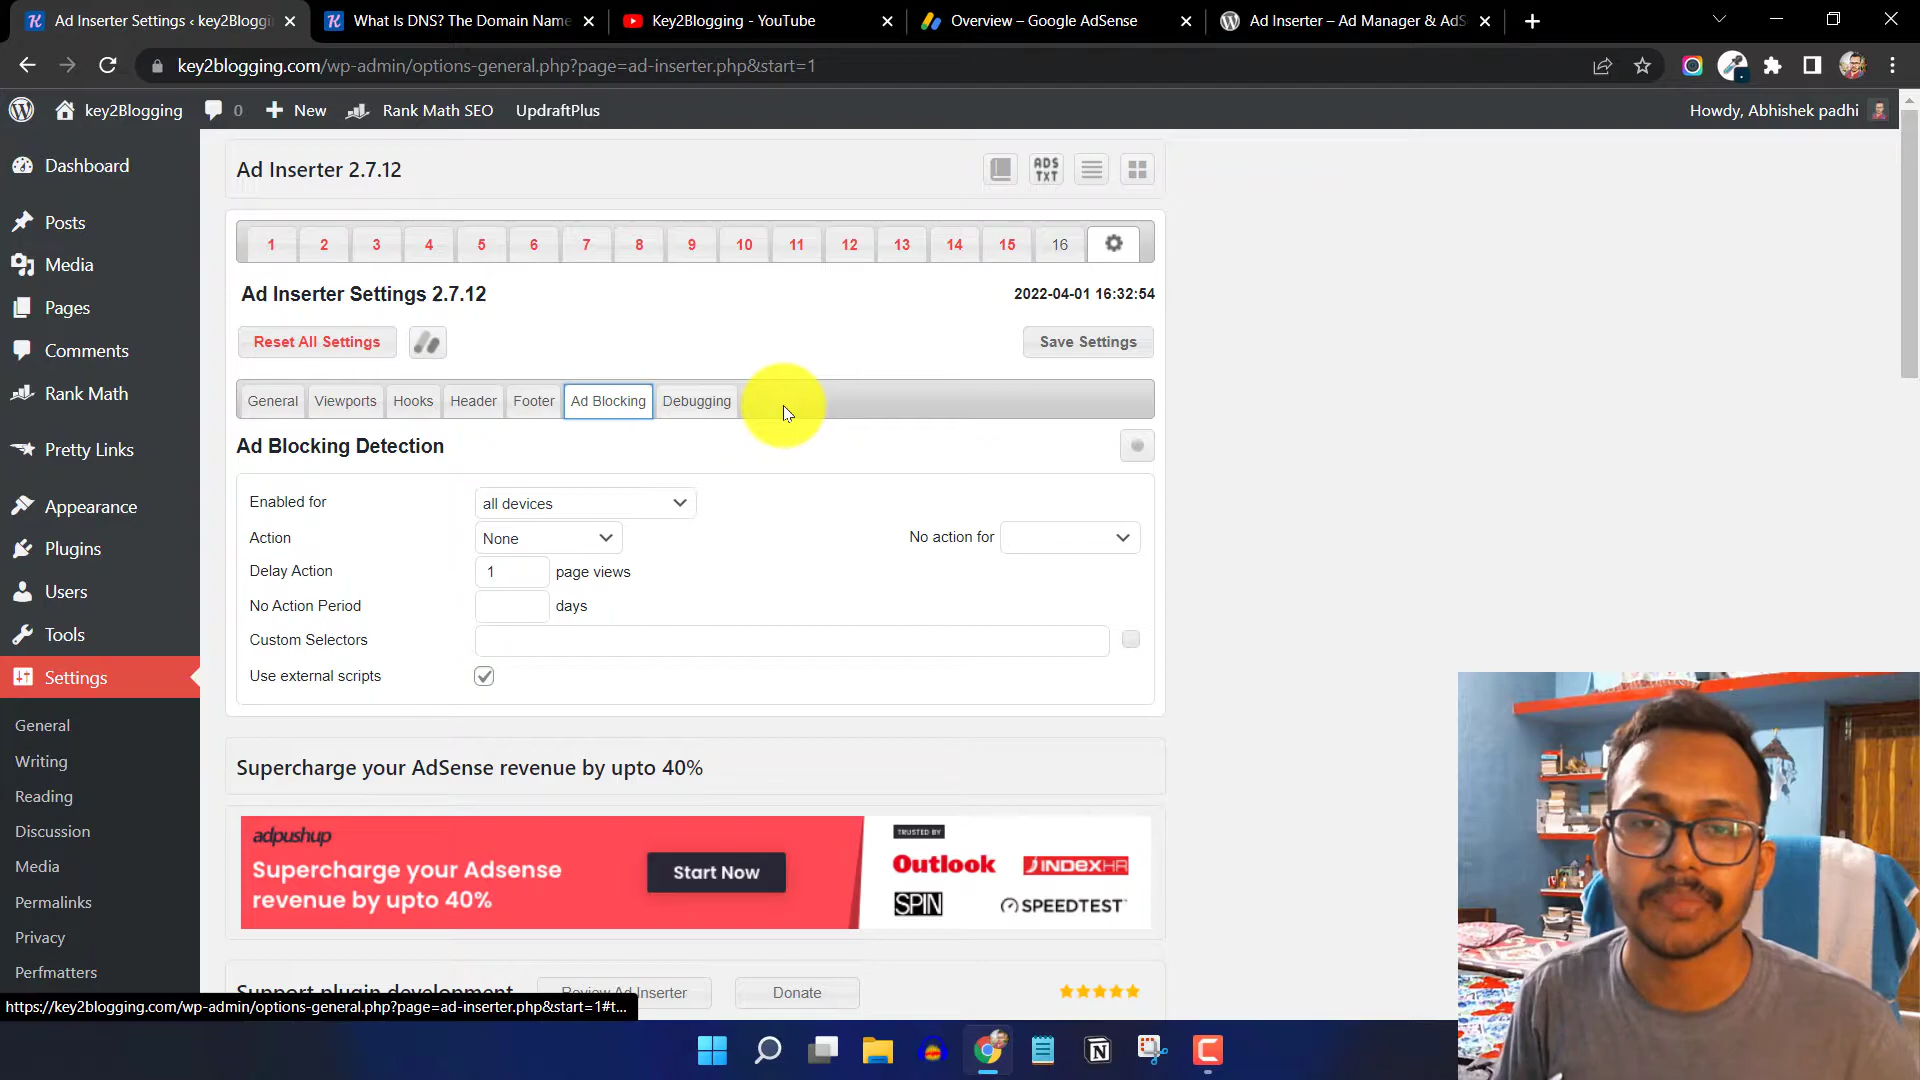 Ad Inserter Settings ‹ key2Bloggin
What Is DNS? The Domain Name
Key2Blogging - YouTube
Overview – Google AdSense
Ad Inserter – Ad Manager & AdS
key2blogging.com/wp-admin/options-general.php?page=ad-inserter.php&start=1
key2Blogging 0 New Rank Math SEO UpdraftPlus Howdy, Abhishek padhi
Dashboard
Posts
Media
Pages
Comments
Rank Math
Pretty Links
Appearance
Plugins
Users
Tools
Settings
General
Writing
Reading
Discussion
Media
Permalinks
Privacy
Perfmatters
Ad Inserter 2.7.12
ADS
TXT
1 2 3 4 5 6 7 8 9 10 11 12 13 14 15 16
Ad Inserter Settings 2.7.12 2022-04-01 16:32:54
Reset All Settings Save Settings
General Viewports Hooks Header Footer Ad Blocking Debugging
Ad Blocking Detection
Enabled for all devices
Action None No action for
Delay Action 1 page views
No Action Period days
Custom Selectors
Use external scripts
Supercharge your AdSense revenue by upto 40%
adpushup
Supercharge your Adsense
revenue by upto 40%
Start Now
TRUSTED BY
Outlook INDEXHR
SPIN SPEEDTEST
Support plugin development Review Ad Inserter Donate
https://key2blogging.com/wp-admin/options-general.php?page=ad-inserter.php&start=1#t...